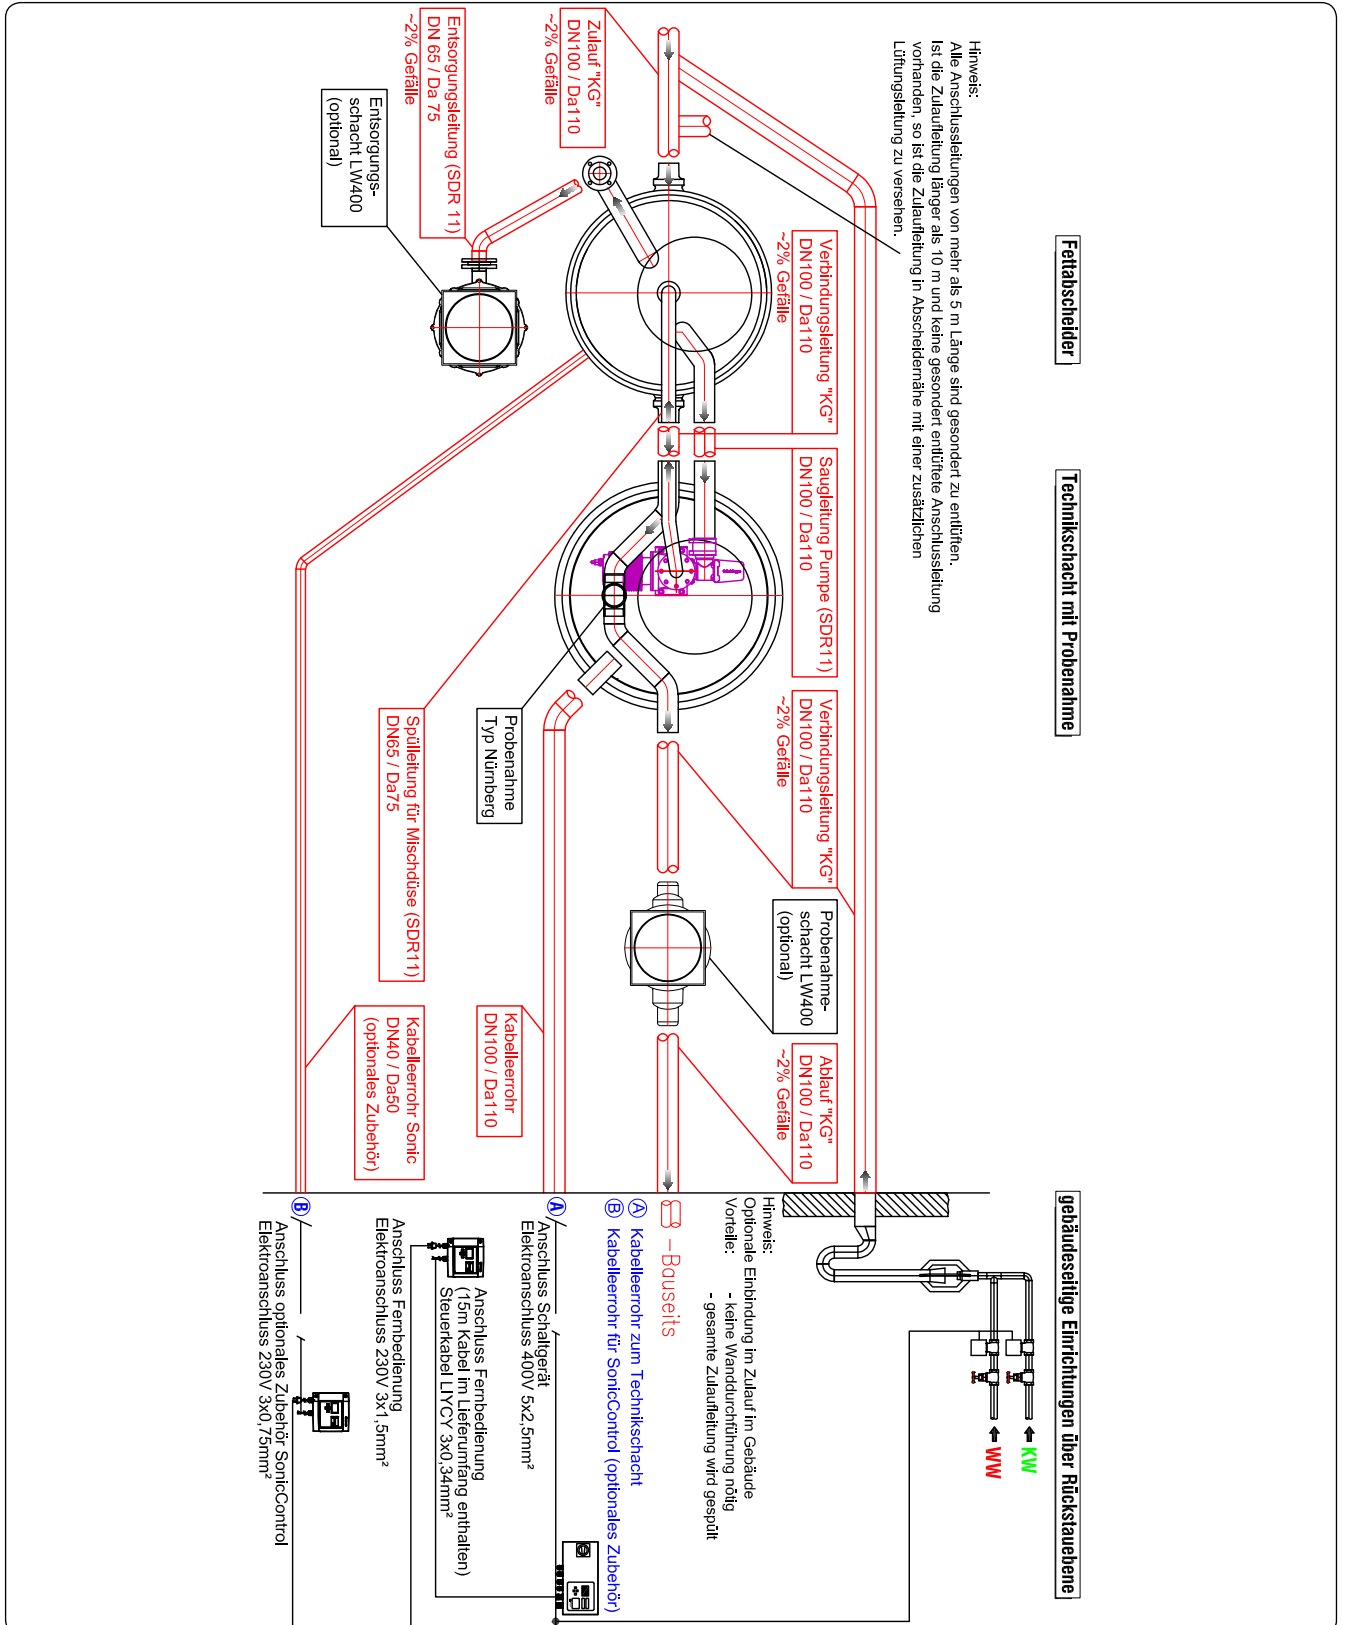 Fettabscheider
Technikschacht mit Probenahme
gebäudeseitige Einrichtungen über Rückstauebene
Hinweis:
Alle Anschlussleitungen von mehr als 5 m Länge sind gesondert zu entlüften.
Ist die Zulaufleitung länger als 10 m und keine gesondert entlüftete Anschlussleitung
vorhanden, so ist die Zulaufleitung in Abscheidernähe mit einer zusätzlichen
Lüftungsleitung zu versehen.
KW
WW
Verbindungsleitung "KG"
DN100 / Da110
~2% Gefälle
Saugleitung Pumpe (SDR11)
DN100 / Da110
Verbindungsleitung "KG"
DN100 / Da110
~2% Gefälle
Probenahme-
schacht LW400
(optional)
Ablauf "KG"
DN100 / Da110
~2% Gefälle
Hinweis:
Optionale Einbindung im Zulauf im Gebäude
Vorteile:
- keine Wanddurchführung nötig
- gesamte Zulaufleitung wird gespült
Zulauf "KG"
DN100 / Da110
~2% Gefälle
-Bauseits
A Kabelleerrohr zum Technikschacht
B Kabelleerrohr für SonicControl (optionales Zubehör)
A
Anschluss Schaltgerät
Elektroanschluss 400V 5x2,5mm²
Probenahme
Typ Nürnberg
Kabelleerrohr
DN100 / Da110
Entsorgungsleitung (SDR 11)
DN 65 / Da 75
~2% Gefälle
Anschluss Fernbedienung
(15m Kabel im Lieferumfang enthalten)
Steuerkabel LIYCY 3x0,34mm²
Spülleitung für Mischdüse (SDR11)
DN65 / Da75
Kabelleerrohr Sonic
DN40 / Da50
(optionales Zubehör)
Anschluss Fernbedienung
Elektroanschluss 230V 3x1,5mm²
Entsorgungs-
schacht LW400
(optional)
B
Anschluss optionales Zubehör SonicControl
Elektroanschluss 230V 3x0,75mm²